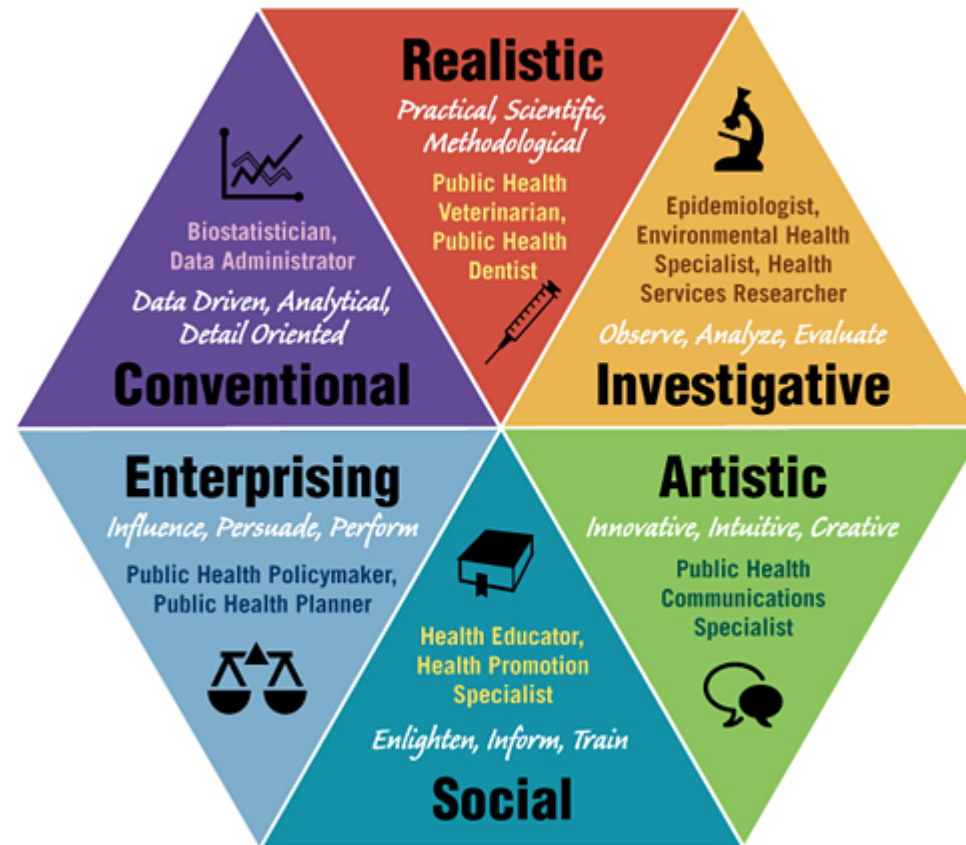 Realistic
Practical, Scientific,
Methodological
Public Health
Veterinarian,
Public Health
Dentist
Epidemiologist,
Environmental Health
Specialist, Health
Services Researcher
Observe, Analyze, Evaluate
Investigative
Artistic
Innovative, Intuitive, Creative
Public Health
Communications
Specialist
Health Educator,
Health Promotion
Specialist
Enlighten, Inform, Train
Social
Enterprising
Influence, Persuade, Perform
Public Health Policymaker,
Public Health Planner
Biostatistician,
Data Administrator
Data Driven, Analytical,
Detail Oriented
Conventional